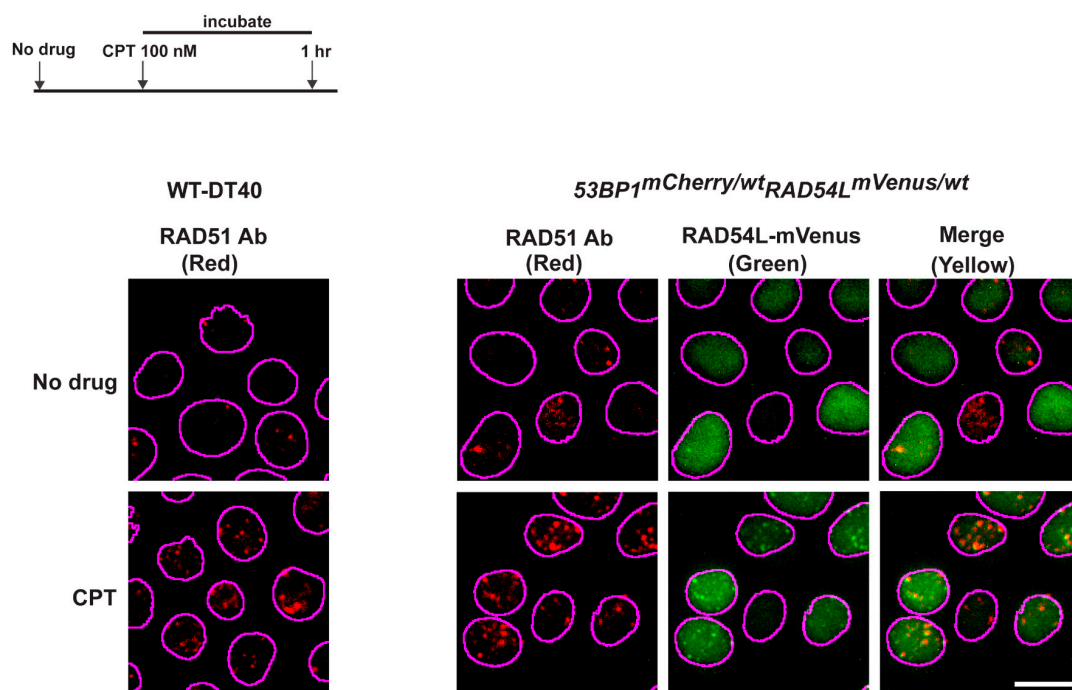 incubate
No drug
CPT 100 nM
1 hr
WT-DT40
53BP1mCherry/wtRAD54LmVenus/wt
RAD51 Ab
(Red)
RAD51 Ab
(Red)
RAD54L-mVenus
(Green)
Merge
(Yellow)
No drug
CPT